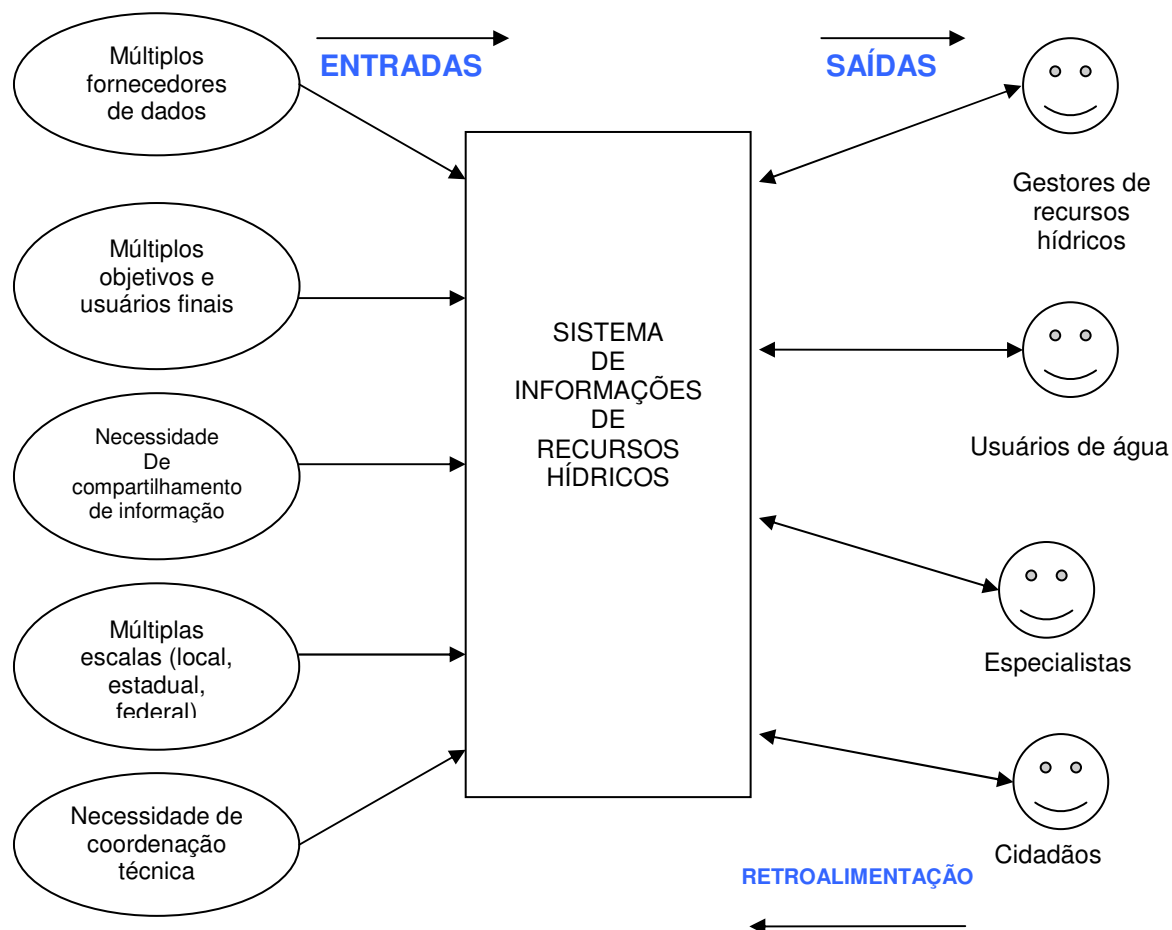 Múltiplos
fornecedores
de dados
ENTRADAS
SAÍDAS
Gestores de
recursos
hídricos
Múltiplos
objetivos e
usuários finais
SISTEMA
DE
INFORMAÇÕES
DE
RECURSOS
HÍDRICOS
Usuários de água
Necessidade
De
compartilhamento
de informação
Múltiplas
escalas (local,
estadual,
federal)
Especialistas
Necessidade de
coordenação
técnica
Cidadãos
RETROALIMENTAÇÃO